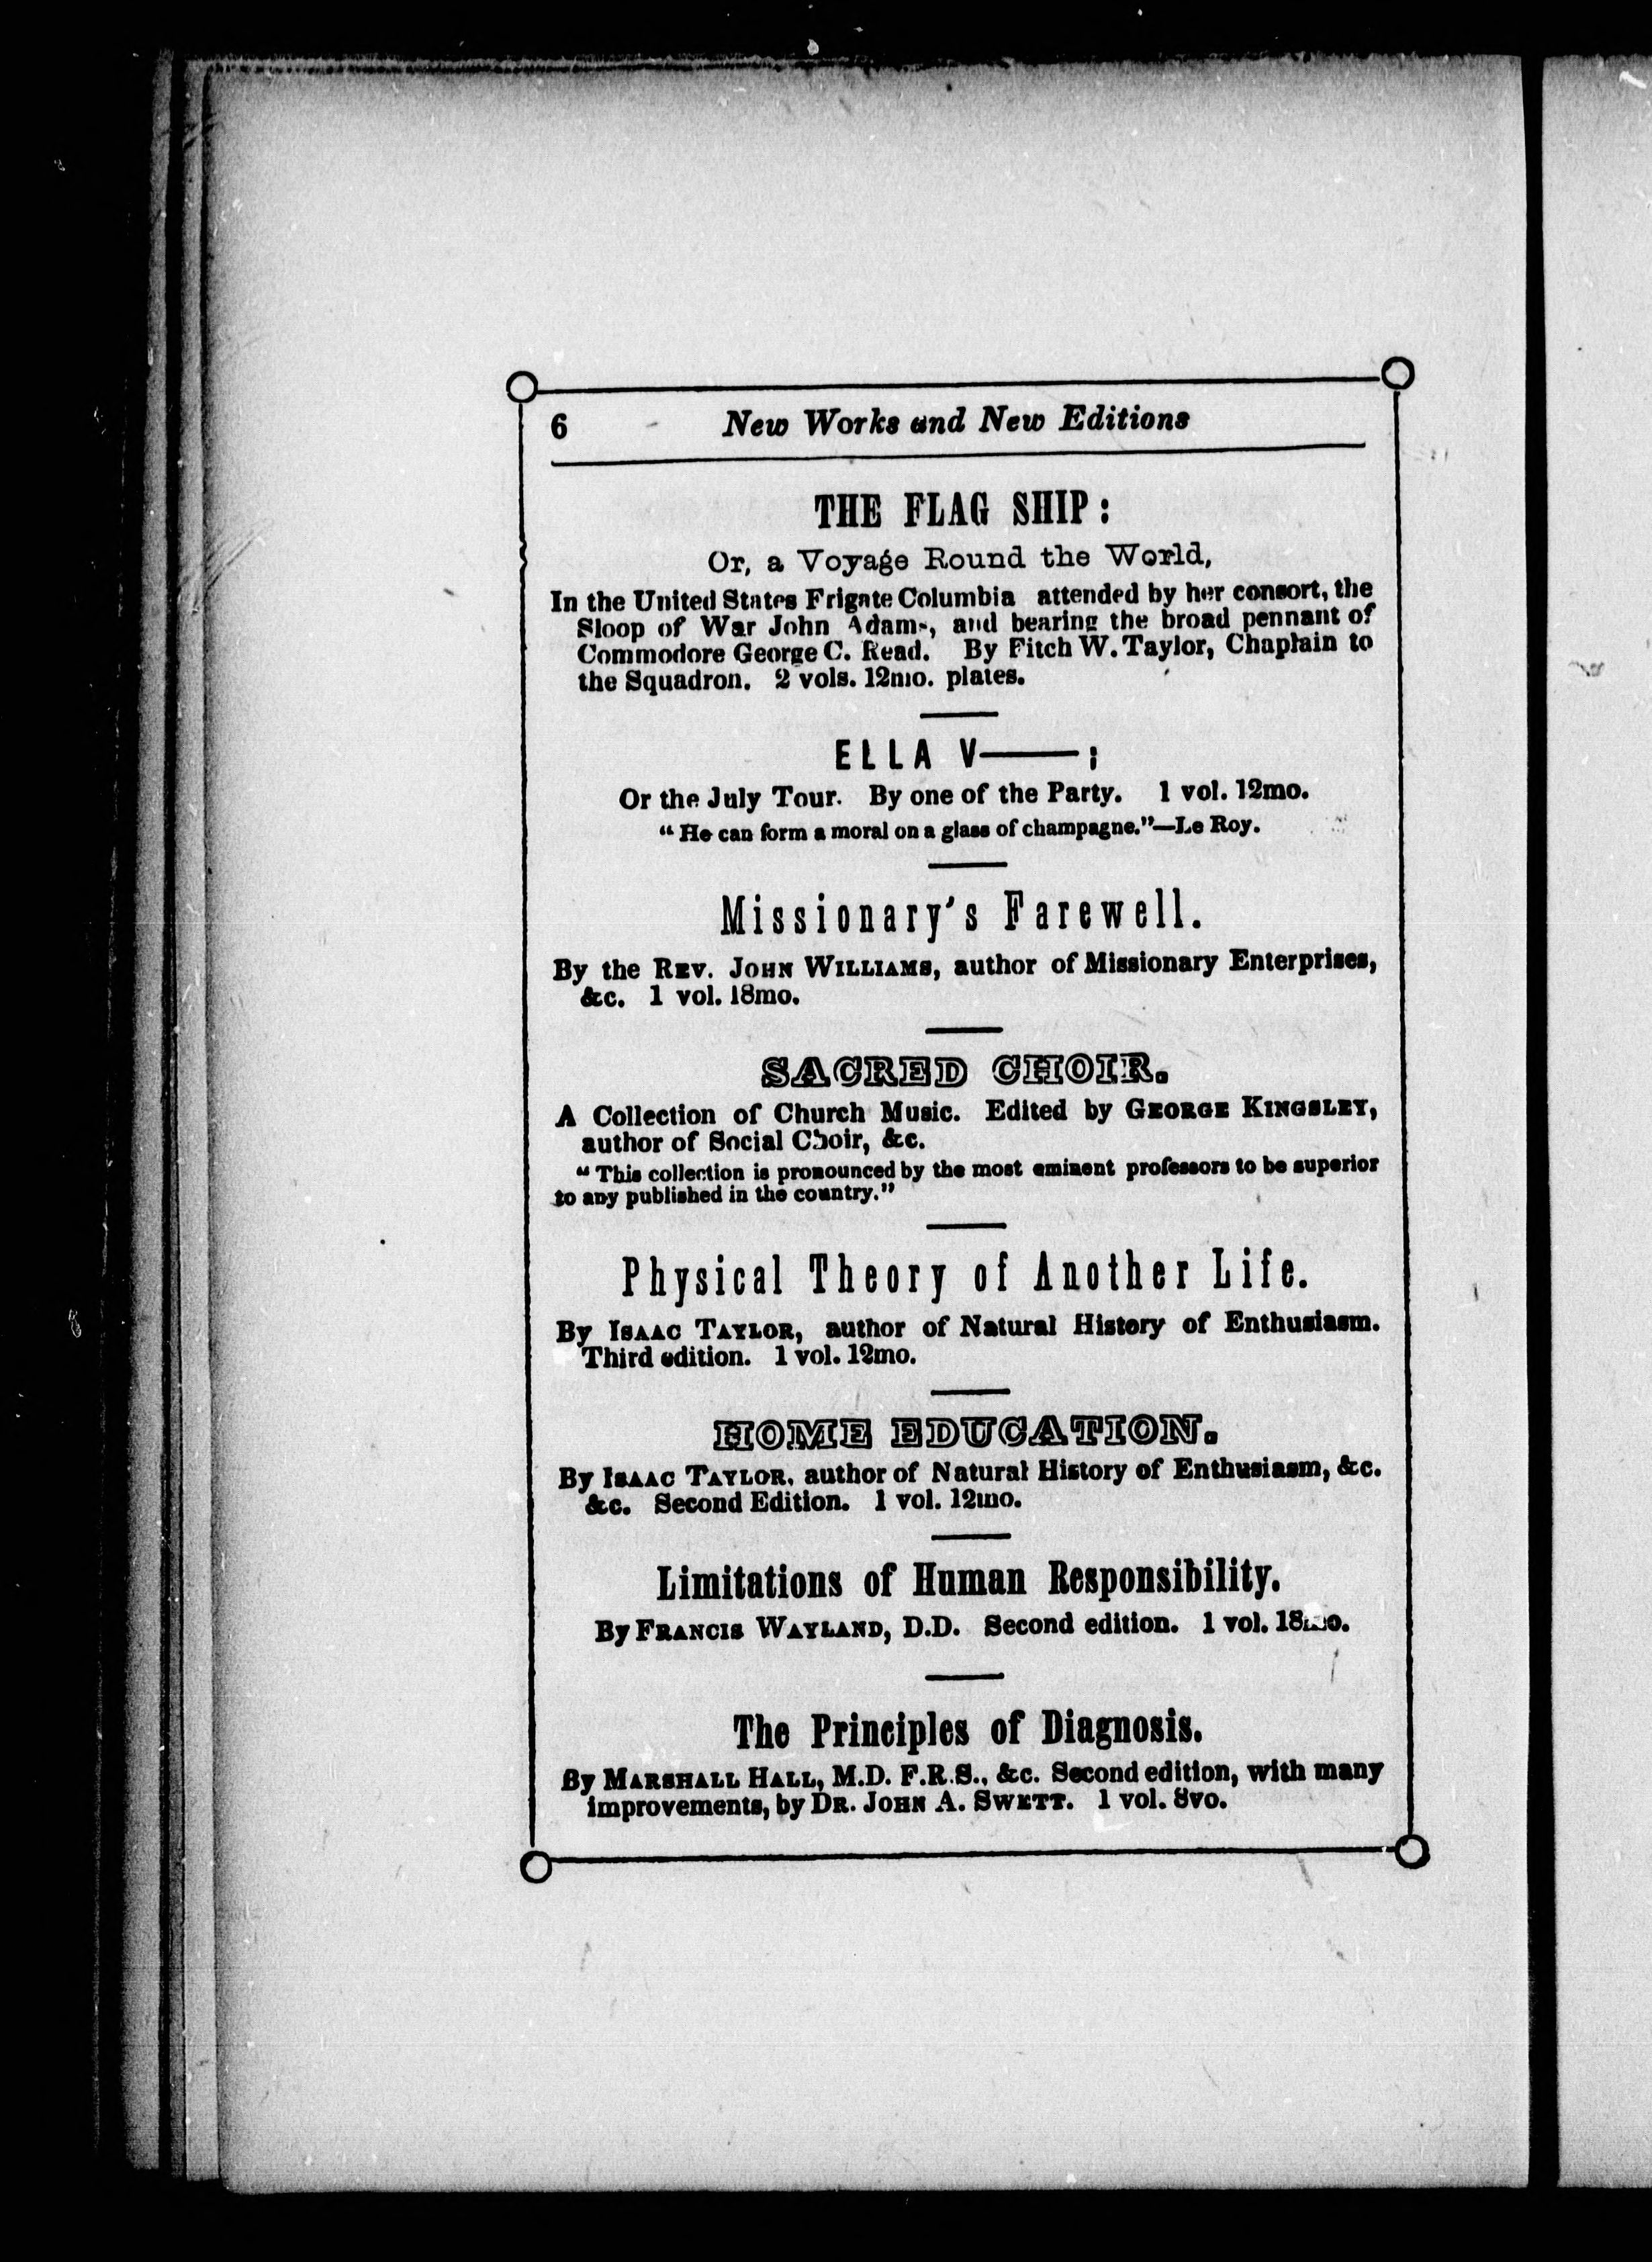 6 New Works and New Editions
THE FLAG SHIP:
Or, a Voyage Round the World,
In the United States Frigate Columbia attended by her consort, the
Sloop of War John Adams, and bearing the broad pennant of
Commodore George C. Read. By Fitch W. Taylor, Chaplain to
the Squadron. 2 vols. 12mo. plates.
ELLA V——;
Or the July Tour. By one of the Party. 1 vol. 12mo.
“He can form a moral on a glass of champagne.”—Le Roy.
Missionary's Farewell.
By the REV. JOHN WILLIAMS, author of Missionary Enterprises,
&c. 1 vol. 18mo.
SACRED CHOIR.
A Collection of Church Music. Edited by GEORGE KINGSLEY,
author of Social Choir, &c.
“This collection is pronounced by the most eminent professors to be superior
to any published in the country.”
Physical Theory of Another Life.
By ISAAC TAYLOR, author of Natural History of Enthusiasm.
Third edition. 1 vol. 12mo.
HOME EDUCATION.
By ISAAC TAYLOR, author of Natural History of Enthusiasm, &c.
&c. Second Edition. 1 vol. 12mo.
Limitations of Human Responsibility.
By FRANCIS WAYLAND, D.D. Second edition. 1 vol. 18mo.
The Principles of Diagnosis.
By MARSHALL HALL, M.D. F.R.S., &c. Second edition, with many
improvements, by DR. JOHN A. SWETT. 1 vol. 8vo.